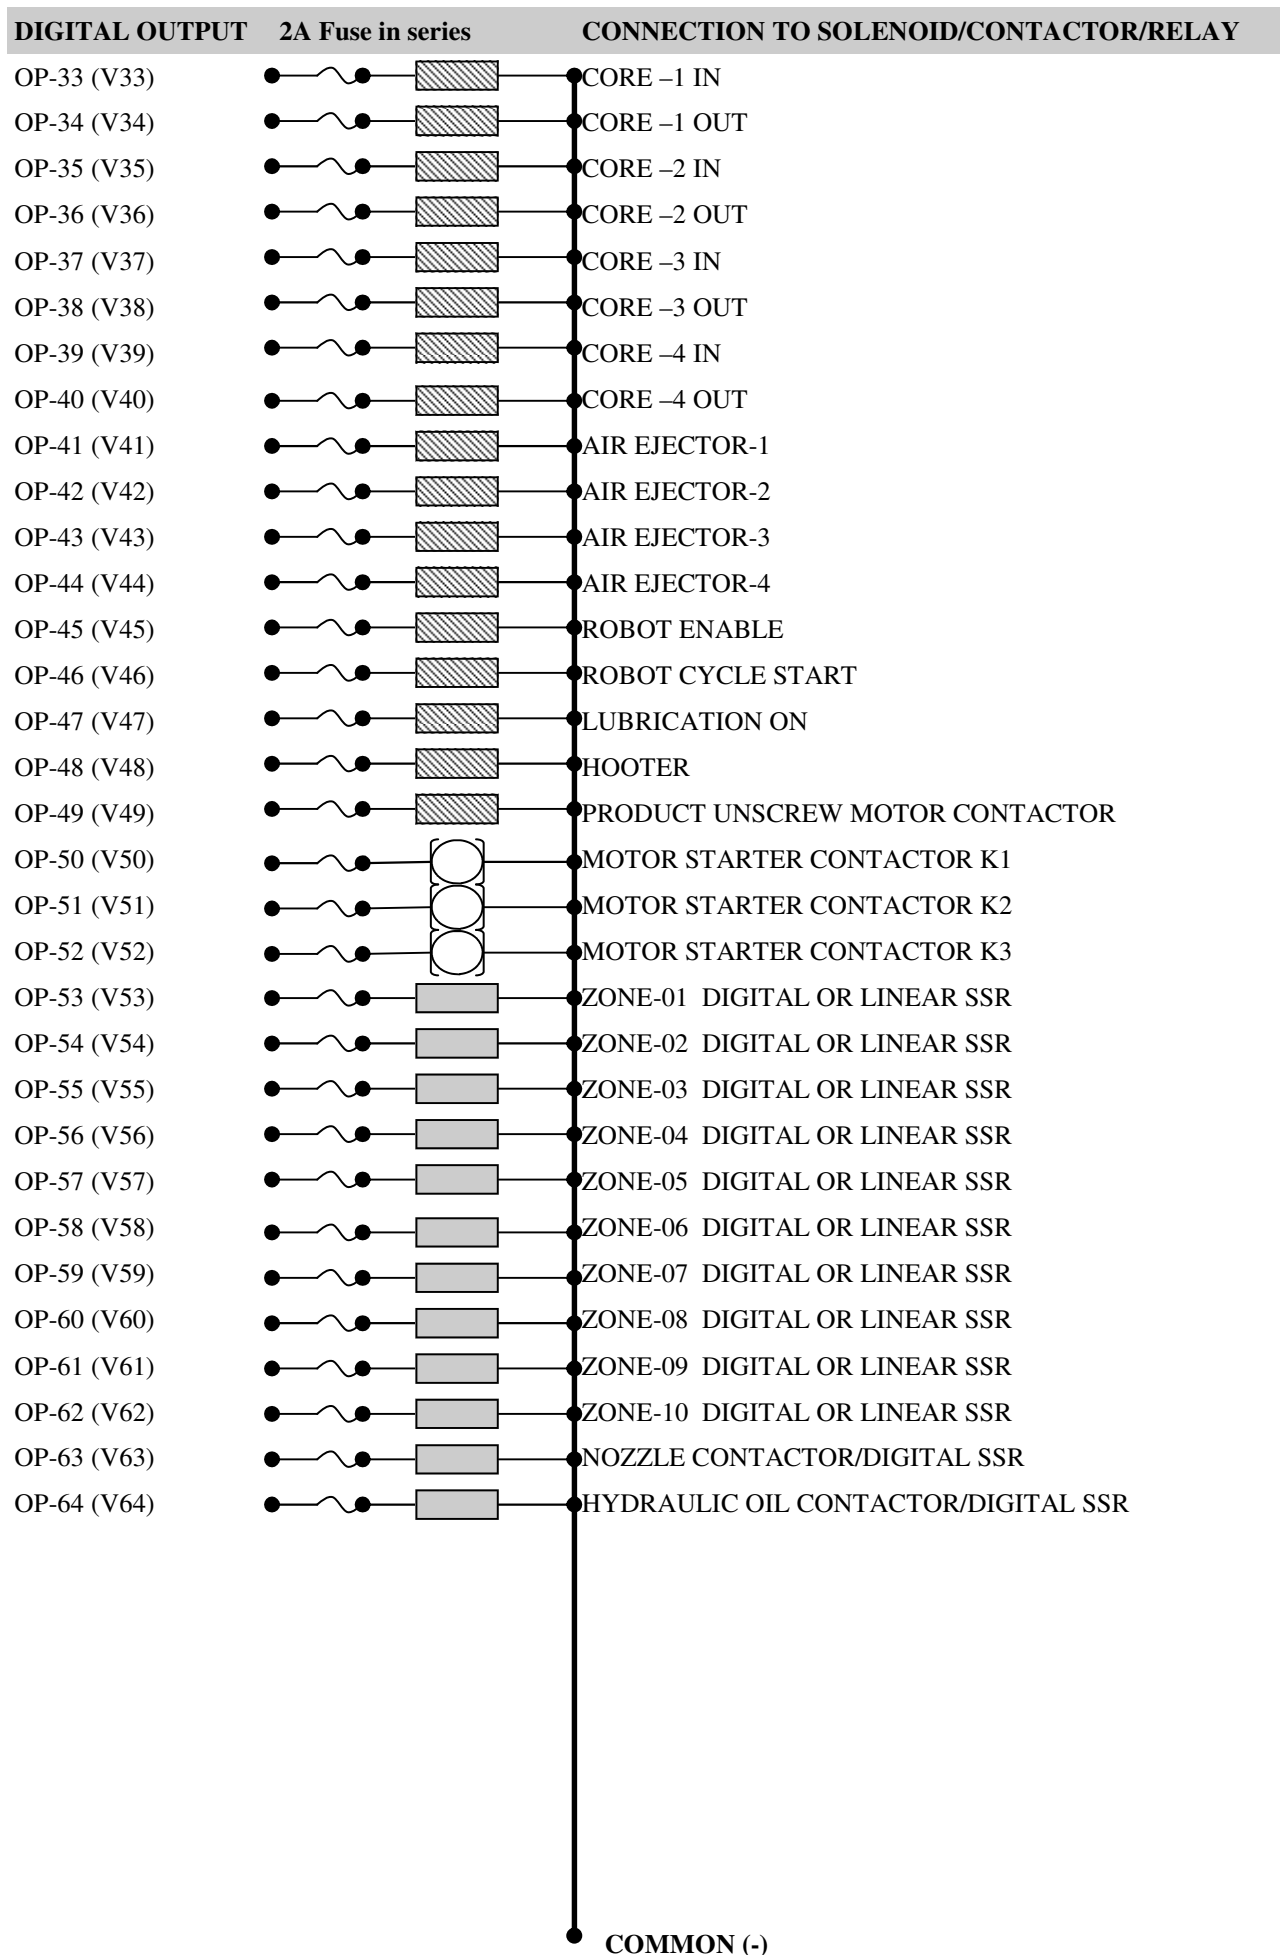 DIGITAL OUTPUT 2A Fuse in series CONNECTION TO SOLENOID/CONTACTOR/RELAY
OP-33 (V33) CORE –1 IN
OP-34 (V34) CORE –1 OUT
OP-35 (V35) CORE –2 IN
OP-36 (V36) CORE –2 OUT
OP-37 (V37) CORE –3 IN
OP-38 (V38) CORE –3 OUT
OP-39 (V39) CORE –4 IN
OP-40 (V40) CORE –4 OUT
OP-41 (V41) AIR EJECTOR-1
OP-42 (V42) AIR EJECTOR-2
OP-43 (V43) AIR EJECTOR-3
OP-44 (V44) AIR EJECTOR-4
OP-45 (V45) ROBOT ENABLE
OP-46 (V46) ROBOT CYCLE START
OP-47 (V47) LUBRICATION ON
OP-48 (V48) HOOTER
OP-49 (V49) PRODUCT UNSCREW MOTOR CONTACTOR
OP-50 (V50) MOTOR STARTER CONTACTOR K1
OP-51 (V51) MOTOR STARTER CONTACTOR K2
OP-52 (V52) MOTOR STARTER CONTACTOR K3
OP-53 (V53) ZONE-01 DIGITAL OR LINEAR SSR
OP-54 (V54) ZONE-02 DIGITAL OR LINEAR SSR
OP-55 (V55) ZONE-03 DIGITAL OR LINEAR SSR
OP-56 (V56) ZONE-04 DIGITAL OR LINEAR SSR
OP-57 (V57) ZONE-05 DIGITAL OR LINEAR SSR
OP-58 (V58) ZONE-06 DIGITAL OR LINEAR SSR
OP-59 (V59) ZONE-07 DIGITAL OR LINEAR SSR
OP-60 (V60) ZONE-08 DIGITAL OR LINEAR SSR
OP-61 (V61) ZONE-09 DIGITAL OR LINEAR SSR
OP-62 (V62) ZONE-10 DIGITAL OR LINEAR SSR
OP-63 (V63) NOZZLE CONTACTOR/DIGITAL SSR
OP-64 (V64) HYDRAULIC OIL CONTACTOR/DIGITAL SSR
COMMON (-)